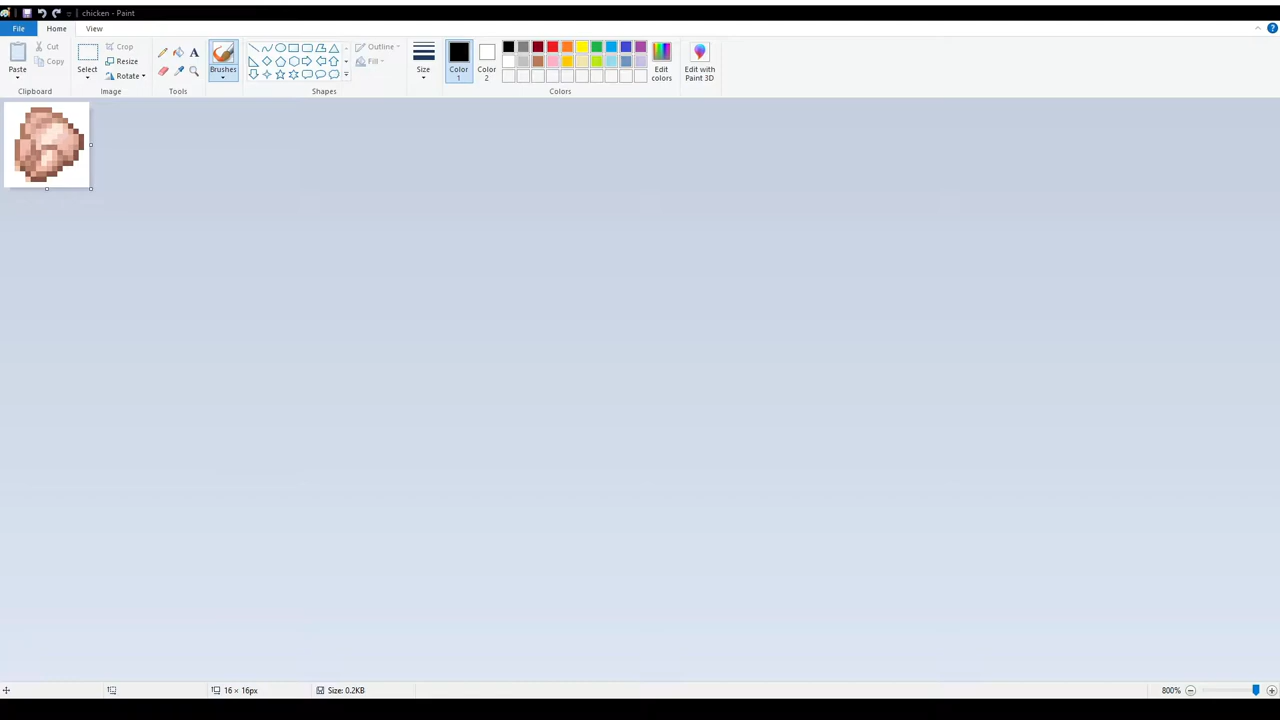 chicken - Paint
File Home View
Paste
Cut
Copy
Clipboard
Select
Crop
Resize
Rotate
Image
A
Tools
Brushes
Outline
Fill
Shapes
Size
Color
1
Color
2
Edit
colors
Colors
Edit with
Paint 3D
?
16 × 16px
Size: 0.2KB
800%